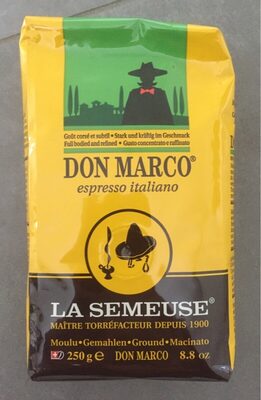 Goût corsé et subtil • Stark und kräftig im Geschmack
Full bodied and refined • Gusto concentrato e raffinato
DON MARCO®
espresso italiano
LA SEMEUSE®
MAÎTRE TORRÉFACTEUR DEPUIS 1900
Moulu • Gemahlen • Ground • Macinato
250 g e DON MARCO 8.8 oz